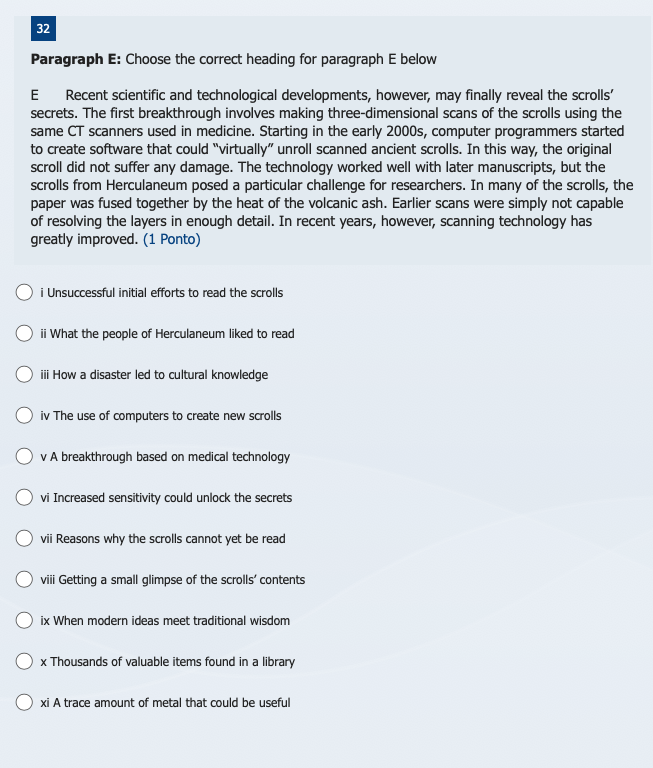 32
Paragraph E: Choose the correct heading for paragraph E below
E Recent scientific and technological developments, however, may finally reveal the scrolls’
secrets. The first breakthrough involves making three-dimensional scans of the scrolls using the
same CT scanners used in medicine. Starting in the early 2000s, computer programmers started
to create software that could “virtually” unroll scanned ancient scrolls. In this way, the original
scroll did not suffer any damage. The technology worked well with later manuscripts, but the
scrolls from Herculaneum posed a particular challenge for researchers. In many of the scrolls, the
paper was fused together by the heat of the volcanic ash. Earlier scans were simply not capable
of resolving the layers in enough detail. In recent years, however, scanning technology has
greatly improved. (1 Ponto)
i Unsuccessful initial efforts to read the scrolls
ii What the people of Herculaneum liked to read
iii How a disaster led to cultural knowledge
iv The use of computers to create new scrolls
v A breakthrough based on medical technology
vi Increased sensitivity could unlock the secrets
vii Reasons why the scrolls cannot yet be read
viii Getting a small glimpse of the scrolls’ contents
ix When modern ideas meet traditional wisdom
x Thousands of valuable items found in a library
xi A trace amount of metal that could be useful